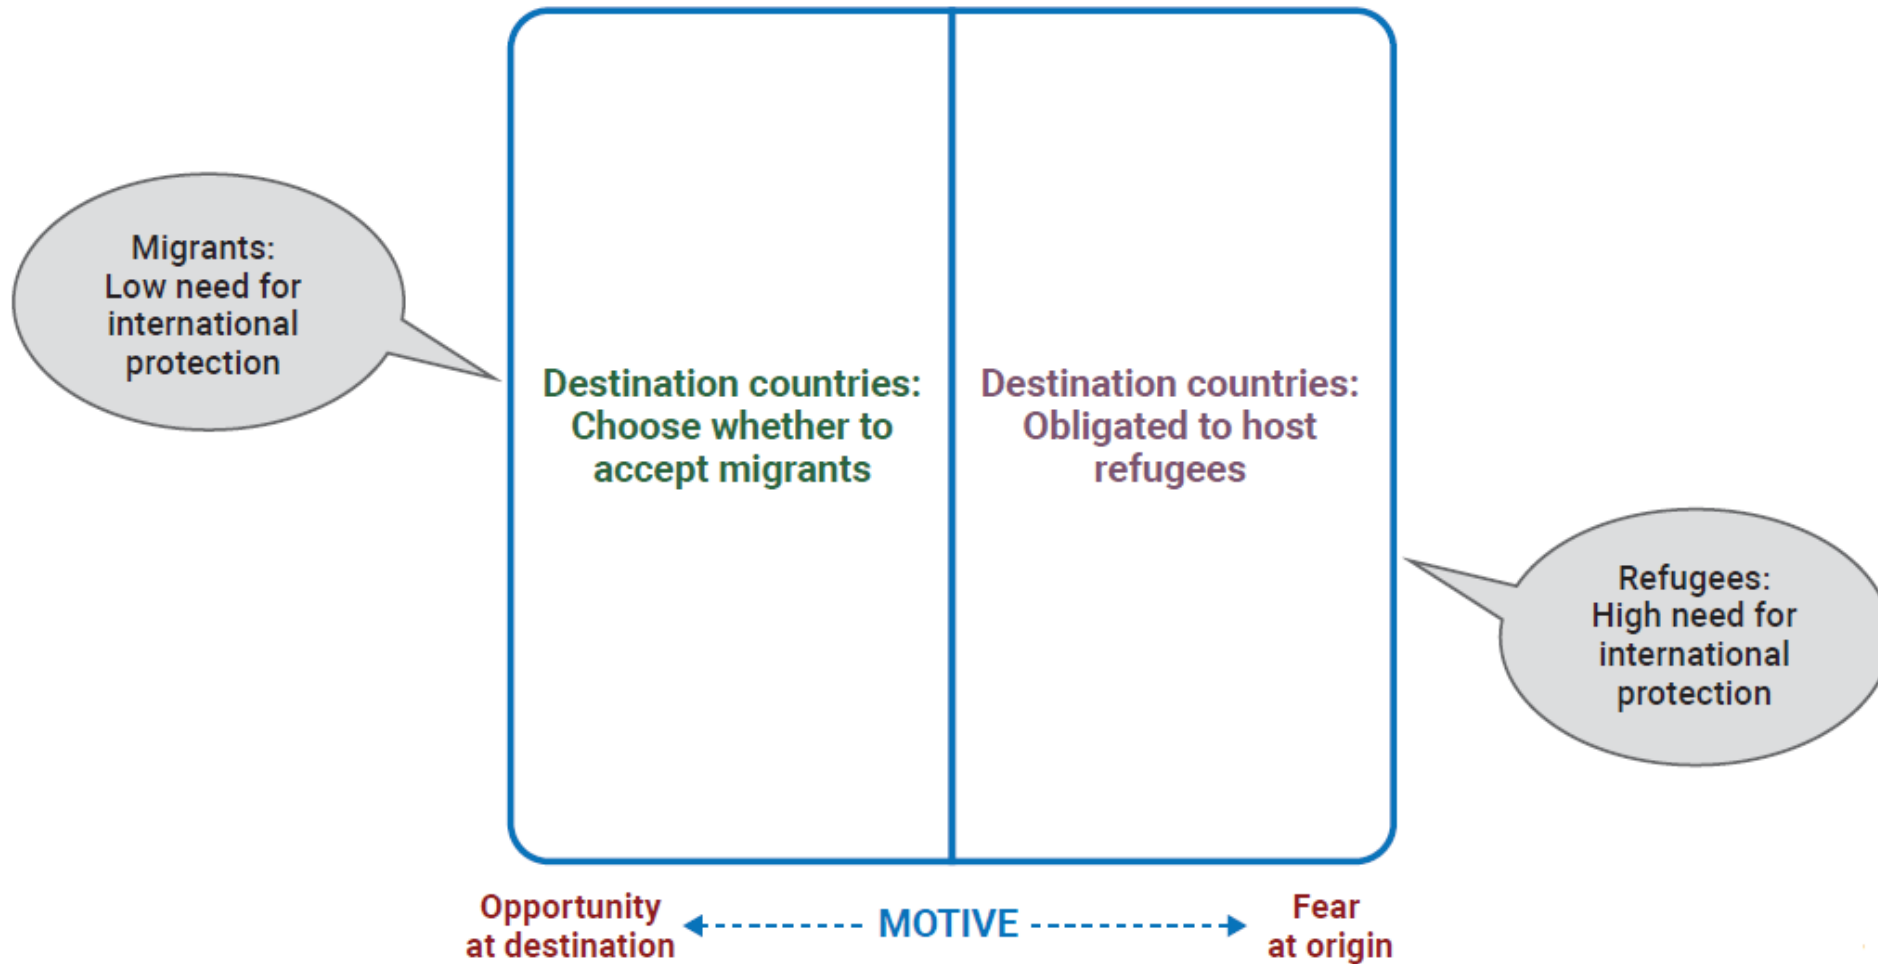 Migrants:
Low need for
international
protection
Destination countries:
Choose whether to
accept migrants
Destination countries:
Obligated to host
refugees
Refugees:
High need for
international
protection
Opportunity
at destination
MOTIVE
Fear
at origin